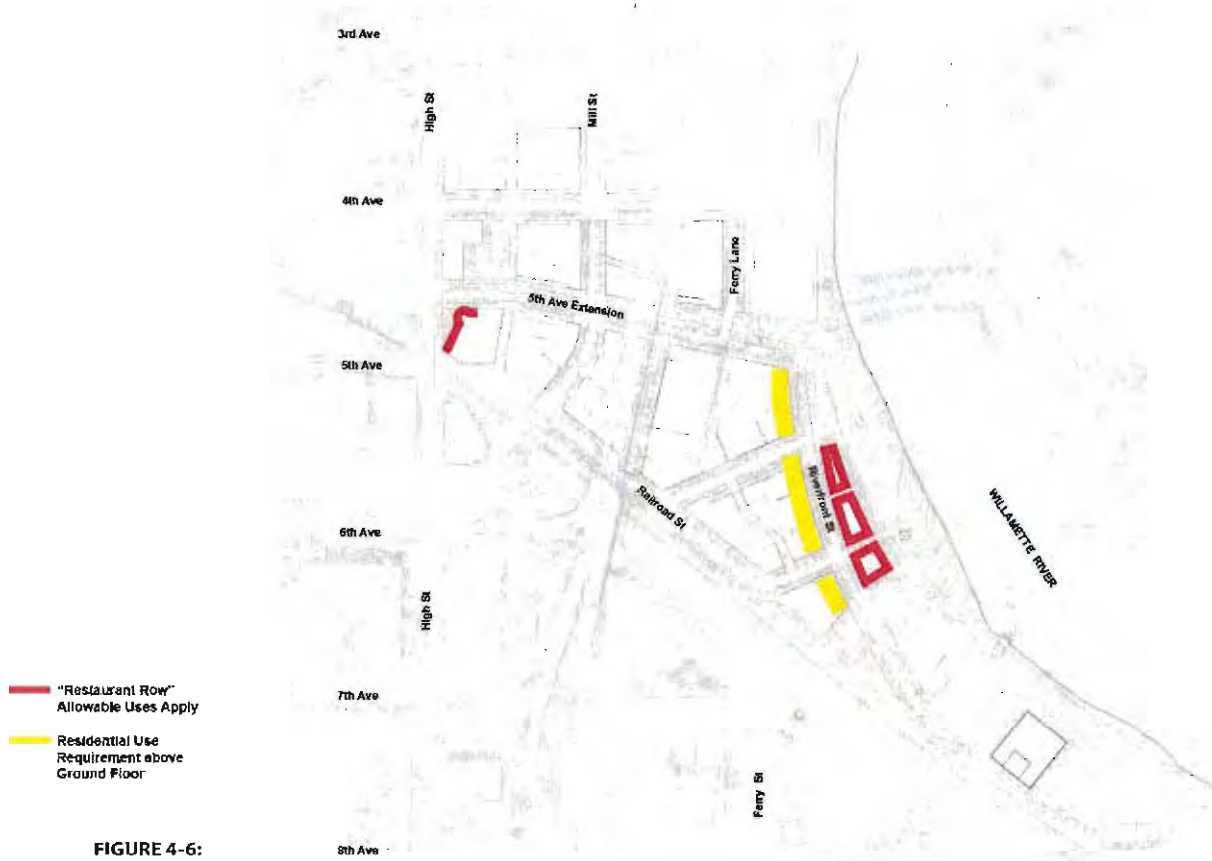 3rd Ave
High St
Mill St
4th Ave
Ferry Lane
5th Ave Extension
5th Ave
Riverfront St
Railroad St
WILLAMETTE RIVER
6th Ave
High St
"Restaurant Row"
Allowable Uses Apply
7th Ave
Residential Use
Requirement above
Ground Floor
Ferry St
FIGURE 4-6:
8th Ave